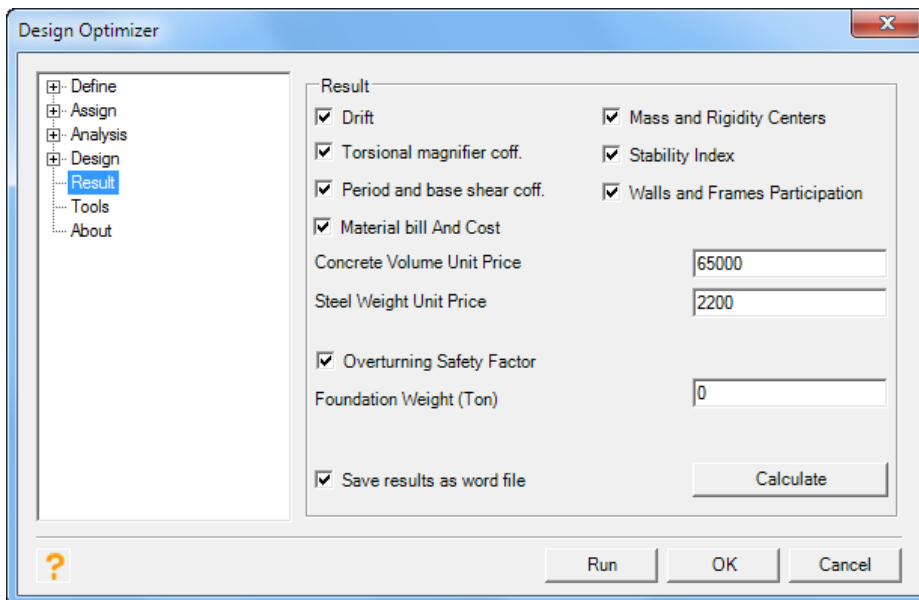 Design Optimizer
Define
Assign
Analysis
Design
Result
Tools
About
Result
Drift
Mass and Rigidity Centers
Torsional magnifier coff.
Stability Index
Period and base shear coff.
Walls and Frames Participation
Material bill And Cost
Concrete Volume Unit Price
65000
Steel Weight Unit Price
2200
Overturning Safety Factor
Foundation Weight (Ton)
0
Save results as word file
Calculate
?
Run
OK
Cancel